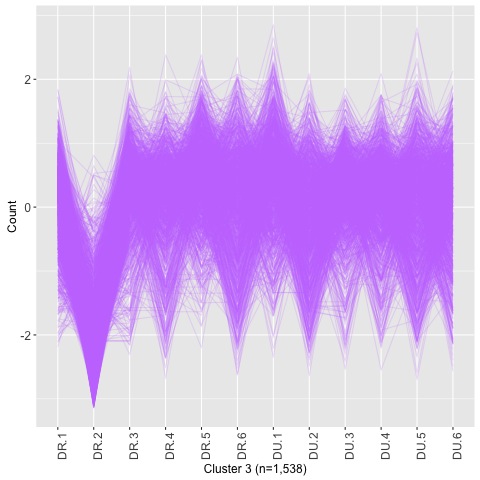 Count
2
0
-2
DR.1
DR.2
DR.3
DR.4
DR.5
DR.6
DU.1
DU.2
DU.3
DU.4
DU.5
DU.6
Cluster 3 (n=1,538)